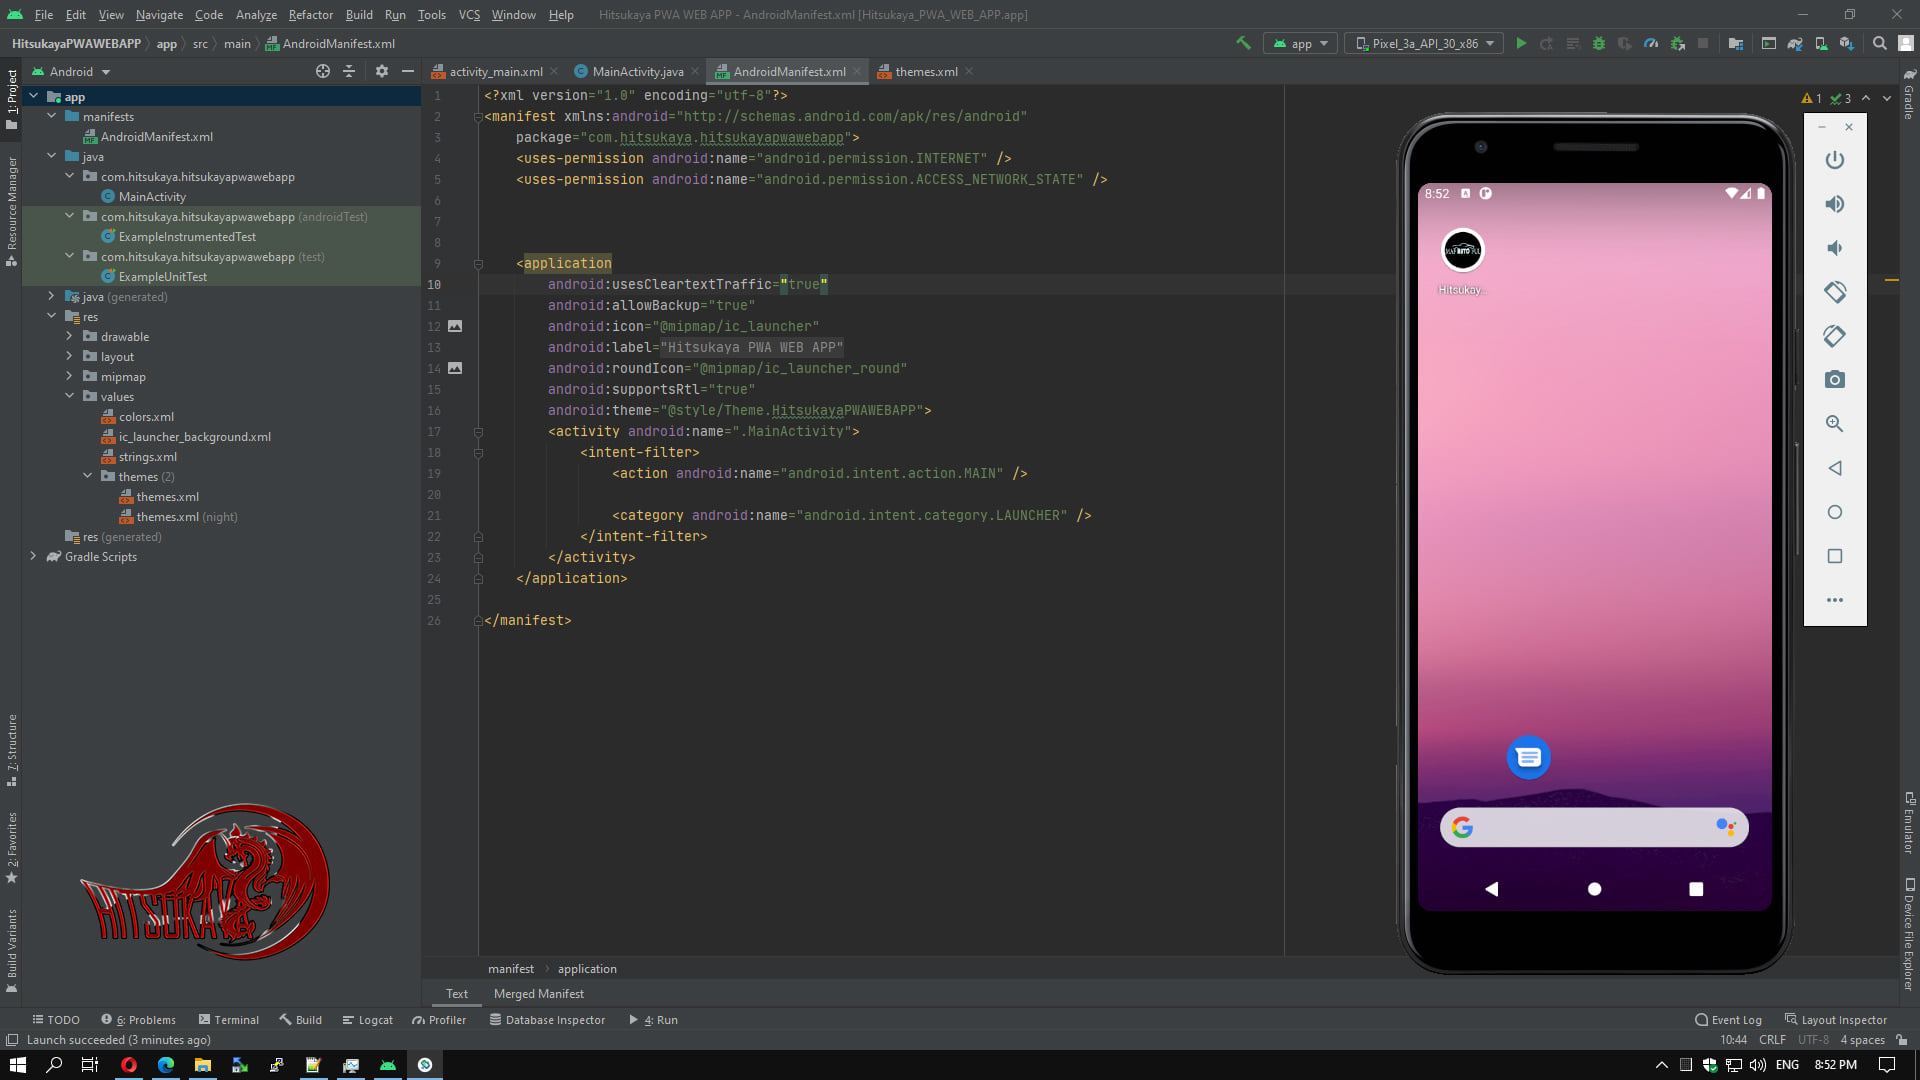 File Edit View Navigate Code Analyze Refactor Build Run Tools VCS Window Help Hitsukaya PWA WEB APP - AndroidManifest.xml [Hitsukaya_PWA_WEB_APP.app]
HitsukayaPWAWEBAPP app src main AndroidManifest.xml
app Pixel_3a_API_30_x86
Android
activity_main.xml MainActivity.java AndroidManifest.xml themes.xml
1: Project
Resource Manager
7: Structure
2: Favorites
Build Variants
app
manifests
AndroidManifest.xml
java
com.hitsukaya.hitsukayapwawebapp
MainActivity
com.hitsukaya.hitsukayapwawebapp (androidTest)
ExampleInstrumentedTest
com.hitsukaya.hitsukayapwawebapp (test)
ExampleUnitTest
java (generated)
res
drawable
layout
mipmap
values
colors.xml
ic_launcher_background.xml
strings.xml
themes (2)
themes.xml
themes.xml (night)
res (generated)
Gradle Scripts
HITSUKAYA
1 <?xml version="1.0" encoding="utf-8"?>
2 <manifest xmlns:android="http://schemas.android.com/apk/res/android"
3 package="com.hitsukaya.hitsukayapwawebapp">
4 <uses-permission android:name="android.permission.INTERNET" />
5 <uses-permission android:name="android.permission.ACCESS_NETWORK_STATE" />
6
7
8
9 <application
10 android:usesCleartextTraffic="true"
11 android:allowBackup="true"
12 android:icon="@mipmap/ic_launcher"
13 android:label="Hitsukaya PWA WEB APP"
14 android:roundIcon="@mipmap/ic_launcher_round"
15 android:supportsRtl="true"
16 android:theme="@style/Theme.HitsukayaPWAWEBAPP">
17 <activity android:name=".MainActivity">
18 <intent-filter>
19 <action android:name="android.intent.action.MAIN" />
20
21 <category android:name="android.intent.category.LAUNCHER" />
22 </intent-filter>
23 </activity>
24 </application>
25
26 </manifest>
1 3
8:52
Hitsukay...
Gradle
Emulator
Device File Explorer
manifest application
Text Merged Manifest
TODO 6: Problems Terminal Build Logcat Profiler Database Inspector 4: Run Event Log Layout Inspector
Launch succeeded (3 minutes ago) 10:44 CRLF UTF-8 4 spaces
ENG 8:52 PM